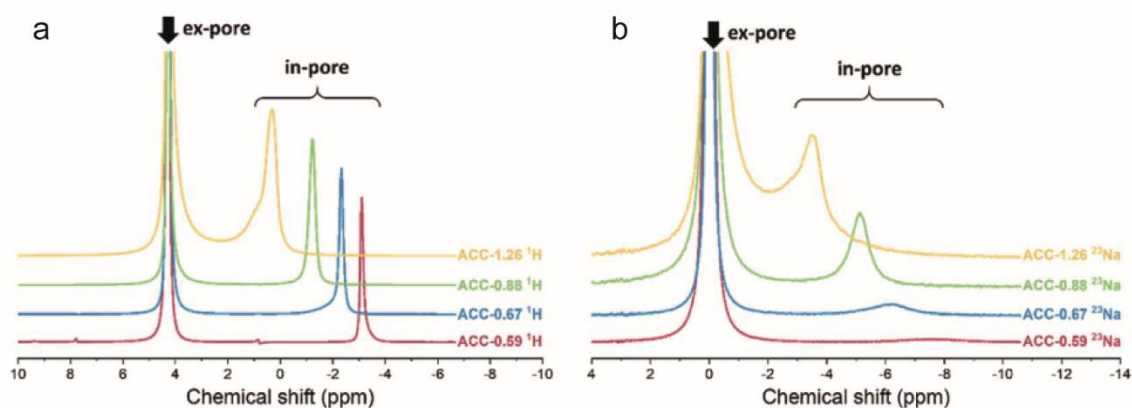 a
ex-pore
in-pore
ACC-1.26 ¹H
ACC-0.88 ¹H
ACC-0.67 ¹H
ACC-0.59 ¹H
10 8 6 4 2 0 -2 -4 -6 -8 -10
Chemical shift (ppm)
b
ex-pore
in-pore
ACC-1.26 ²³Na
ACC-0.88 ²³Na
ACC-0.67 ²³Na
ACC-0.59 ²³Na
4 2 0 -2 -4 -6 -8 -10 -12 -14
Chemical shift (ppm)